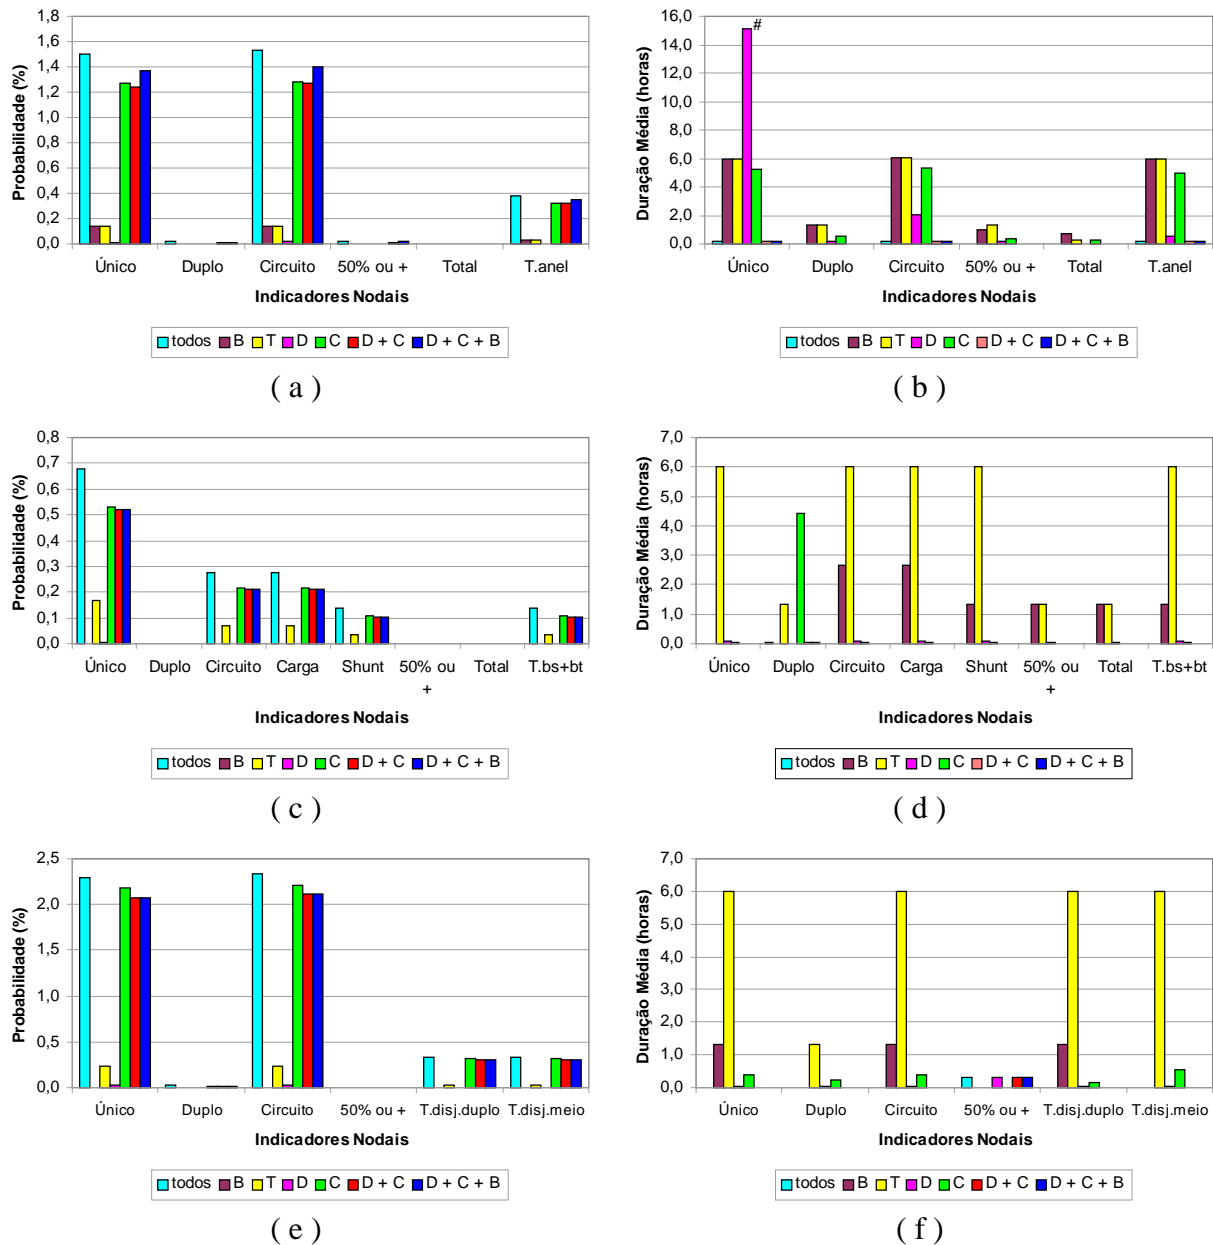 1,8
1,6
1,4
1,2
1,0
0,8
0,6
0,4
0,2
0,0
Probabilidade (%)
Único Duplo Circuito 50% ou + Total T.anel
Indicadores Nodais
todos B T D C D + C D + C + B
( a )
16,0
14,0
12,0
10,0
8,0
6,0
4,0
2,0
0,0
Duração Média (horas)
#
Único Duplo Circuito 50% ou + Total T.anel
Indicadores Nodais
todos B T D C D + C D + C + B
( b )
0,8
0,7
0,6
0,5
0,4
0,3
0,2
0,1
0,0
Probabilidade (%)
Único Duplo Circuito Carga Shunt 50% ou Total T.bs+bt
+
Indicadores Nodais
todos B T D C D + C D + C + B
( c )
7,0
6,0
5,0
4,0
3,0
2,0
1,0
0,0
Duração Média (horas)
Único Duplo Circuito Carga Shunt 50% ou Total T.bs+bt
+
Indicadores Nodais
todos B T D C D + C D + C + B
( d )
2,5
2,0
1,5
1,0
0,5
0,0
Probabilidade (%)
Único Duplo Circuito 50% ou + T.disj.duplo T.disj.meio
Indicadores Nodais
todos B T D C D + C D + C + B
( e )
7,0
6,0
5,0
4,0
3,0
2,0
1,0
0,0
Duração Média (horas)
Único Duplo Circuito 50% ou + T.disj.duplo T.disj.meio
Indicadores Nodais
todos B T D C D + C D + C + B
( f )